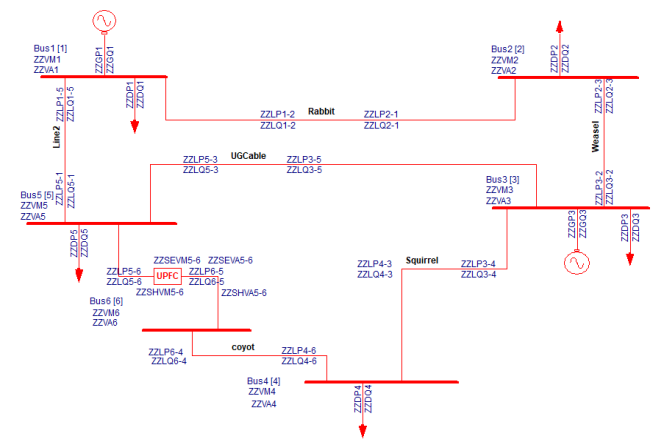 Bus1 [1]
ZZVM1
ZZVA1
ZZGP1
ZZGQ1
ZZDP1
ZZDQ1
ZZLP1-5
ZZLQ1-5
Line2
ZZLP5-1
ZZLQ5-1
ZZLP1-2
ZZLQ1-2
Rabbit
ZZLP2-1
ZZLQ2-1
Bus2 [2]
ZZVM2
ZZVA2
ZZDP2
ZZDQ2
ZZLP2-3
ZZLQ2-3
Weasel
ZZLP3-2
ZZLQ3-2
ZZLP5-3
ZZLQ5-3
UGCable
ZZLP3-5
ZZLQ3-5
Bus3 [3]
ZZVM3
ZZVA3
ZZGP3
ZZGQ3
ZZDP3
ZZDQ3
Bus5 [5]
ZZVM5
ZZVA5
ZZDP5
ZZDQ5
ZZLP5-6
ZZLQ5-6
ZZSEVM5-6
ZZSEVA5-6
UPFC
ZZLP6-5
ZZLQ6-5
ZZSHVM5-6
ZZSHVA5-6
ZZLP4-3
ZZLQ4-3
Squirrel
ZZLP3-4
ZZLQ3-4
Bus6 [6]
ZZVM6
ZZVA6
ZZLP6-4
ZZLQ6-4
coyot
ZZLP4-6
ZZLQ4-6
Bus4 [4]
ZZVM4
ZZVA4
ZZDP4
ZZDQ4